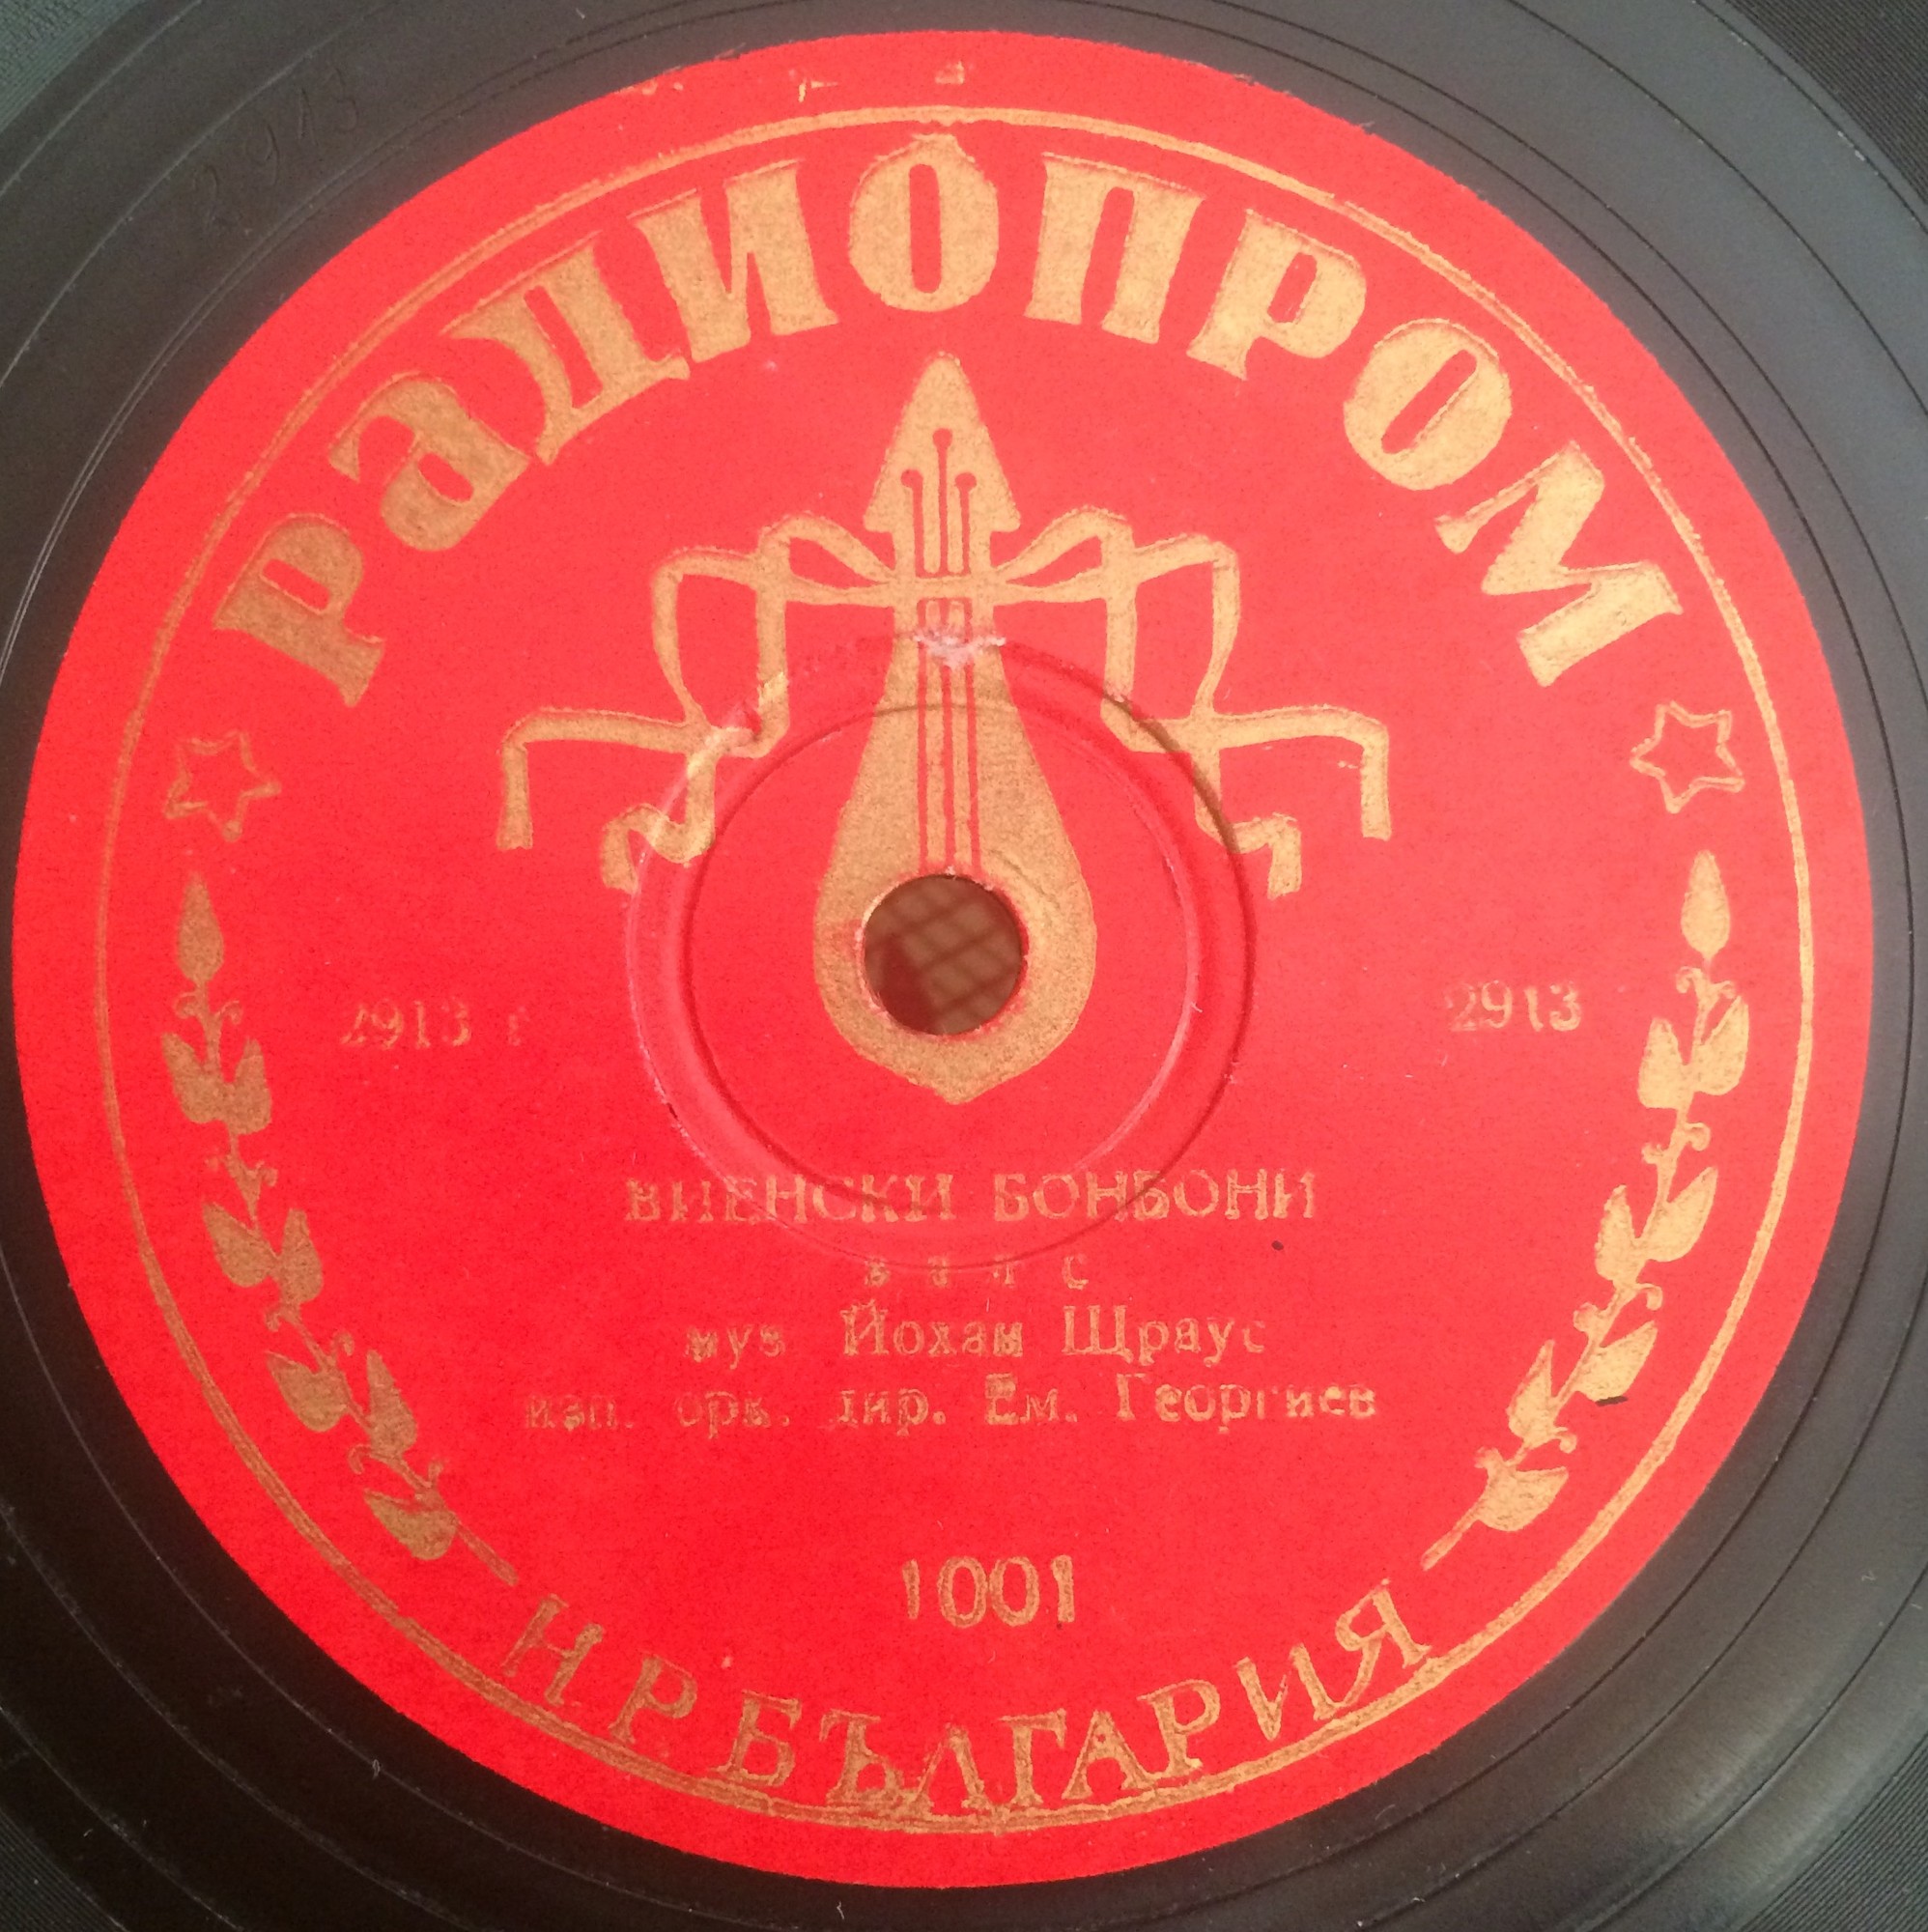 РаДИОПРОМ
2913
2913
ВИЕНСКИ БОНБОНИ
валс
муз Йохан Щраус
изп. орк. дир. Ем. Георгиев
1001
Н Р БЪЛГАРИЯ